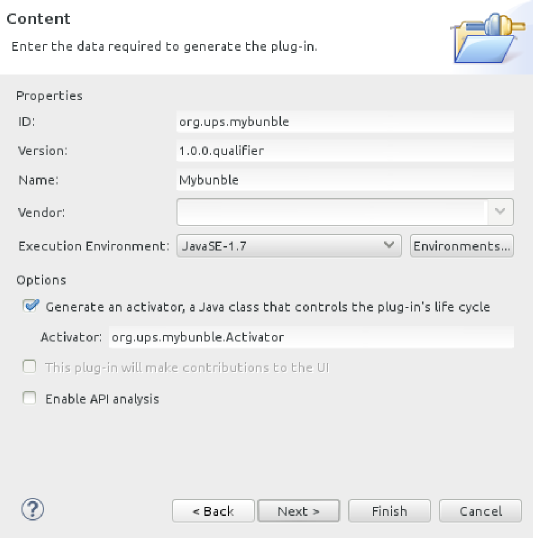 Content
Enter the data required to generate the plug-in.
Properties
ID: org.ups.mybunble
Version: 1.0.0.qualifier
Name: Mybunble
Vendor:
Execution Environment: JavaSE-1.7 Environments...
Options
Generate an activator, a Java class that controls the plug-in's life cycle
Activator: org.ups.mybunble.Activator
This plug-in will make contributions to the UI
Enable API analysis
? < Back Next > Finish Cancel